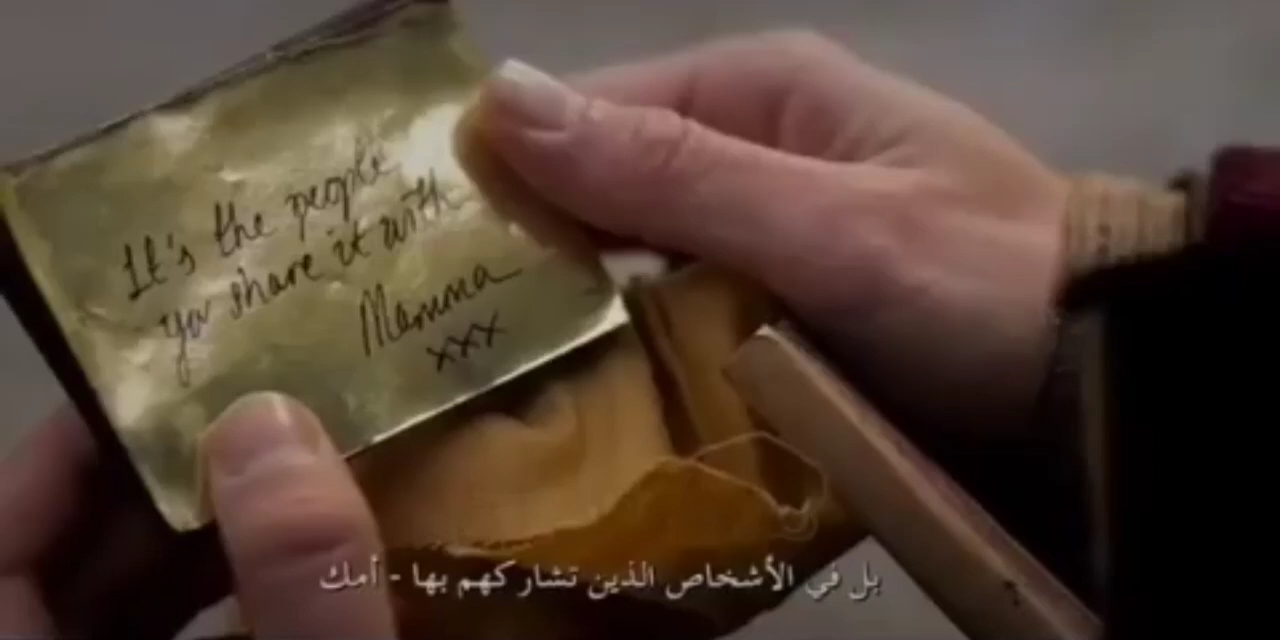 It's the people
you share it with
Mamma
xxx
بل في الأشخاص الذين تشاركهم بها - أمك